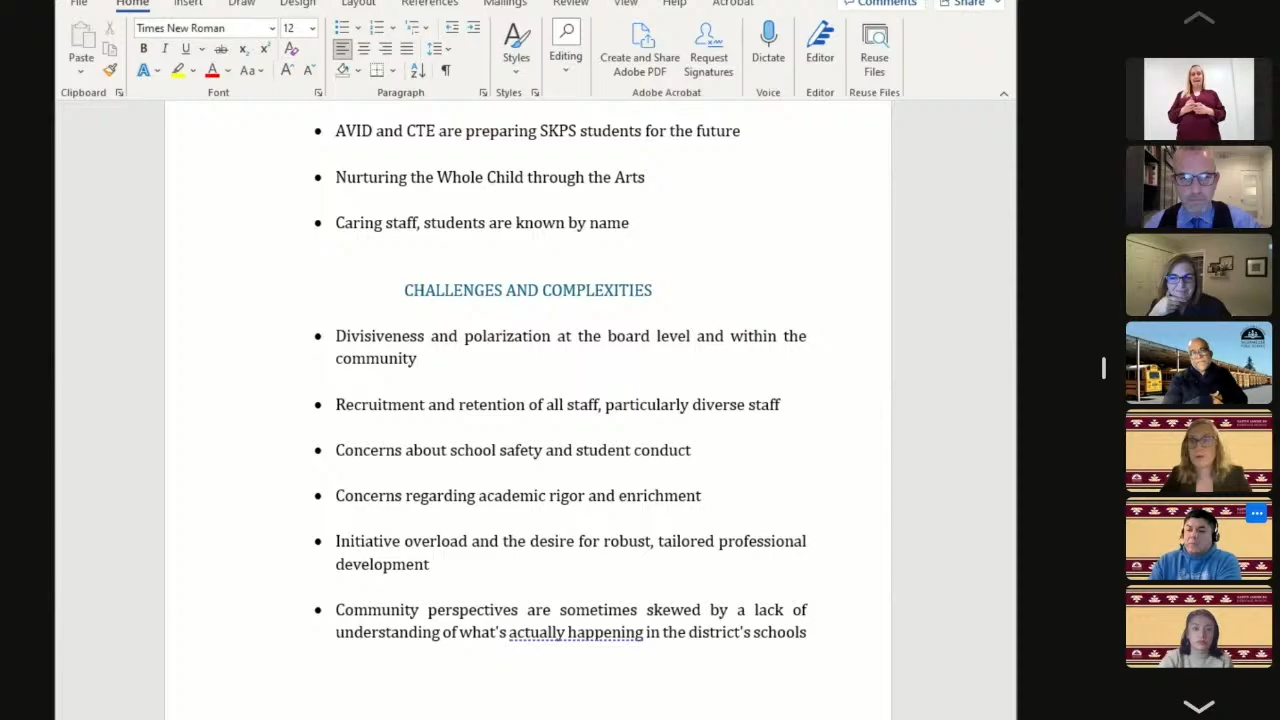 File Home Insert Draw Design Layout References Mailings Review View Help Acrobat Comments Share
Times New Roman 12
Paste
Styles
Editing
Create and Share
Adobe PDF
Request
Signatures
Dictate
Editor
Reuse
Files
Clipboard Font Paragraph Styles Adobe Acrobat Voice Editor Reuse Files
• AVID and CTE are preparing SKPS students for the future
• Nurturing the Whole Child through the Arts
• Caring staff, students are known by name
CHALLENGES AND COMPLEXITIES
• Divisiveness and polarization at the board level and within the
community
• Recruitment and retention of all staff, particularly diverse staff
• Concerns about school safety and student conduct
• Concerns regarding academic rigor and enrichment
• Initiative overload and the desire for robust, tailored professional
development
• Community perspectives are sometimes skewed by a lack of
understanding of what's actually happening in the district's schools